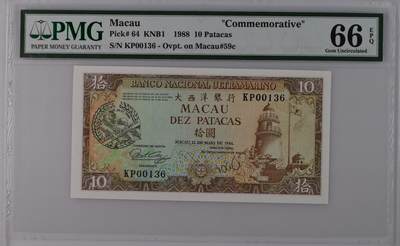 PMG
PAPER MONEY GUARANTY
Macau "Commemorative"
Pick# 64 KNB1 1988 10 Patacas
S/N KP00136 - Ovpt. on Macau#59c
66 EPQ
Gem Uncirculated
拾 BANCO NACIONAL ULTRAMARINO 10
大西洋銀行 KP00136
MACAU
DEZ PATACAS
拾圓
KP00136
10 拾